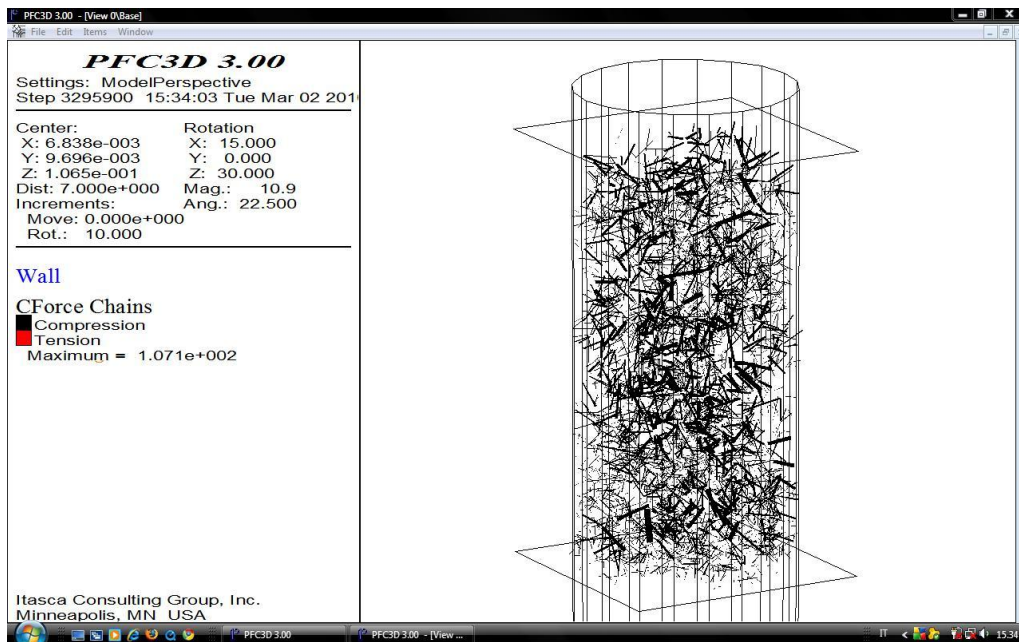 PFC3D 3.00 - [View 0\Base]
File Edit Items Window
PFC3D 3.00
Settings: ModelPerspective
Step 3295900 15:34:03 Tue Mar 02 201
Center: Rotation
X: 6.838e-003 X: 15.000
Y: 9.696e-003 Y: 0.000
Z: 1.065e-001 Z: 30.000
Dist: 7.000e+000 Mag.: 10.9
Increments: Ang.: 22.500
Move: 0.000e+000
Rot.: 10.000
Wall
CForce Chains
Compression
Tension
Maximum = 1.071e+002
Itasca Consulting Group, Inc.
Minneapolis, MN USA
PFC3D 3.00
PFC3D 3.00 - [View ...
IT
15.34